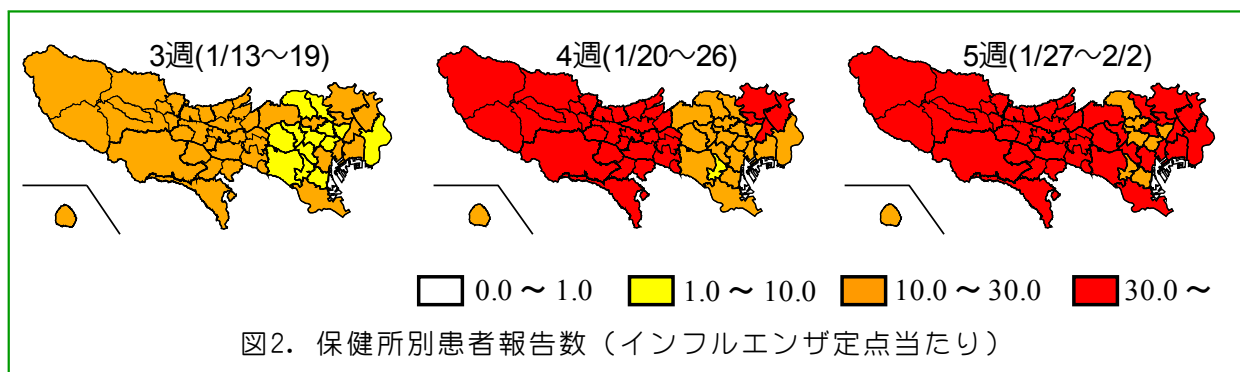 3週(1/13～19)
4週(1/20～26)
5週(1/27～2/2)
0.0 ～ 1.0
1.0 ～ 10.0
10.0 ～ 30.0
30.0 ～
図2. 保健所別患者報告数（インフルエンザ定点当たり）